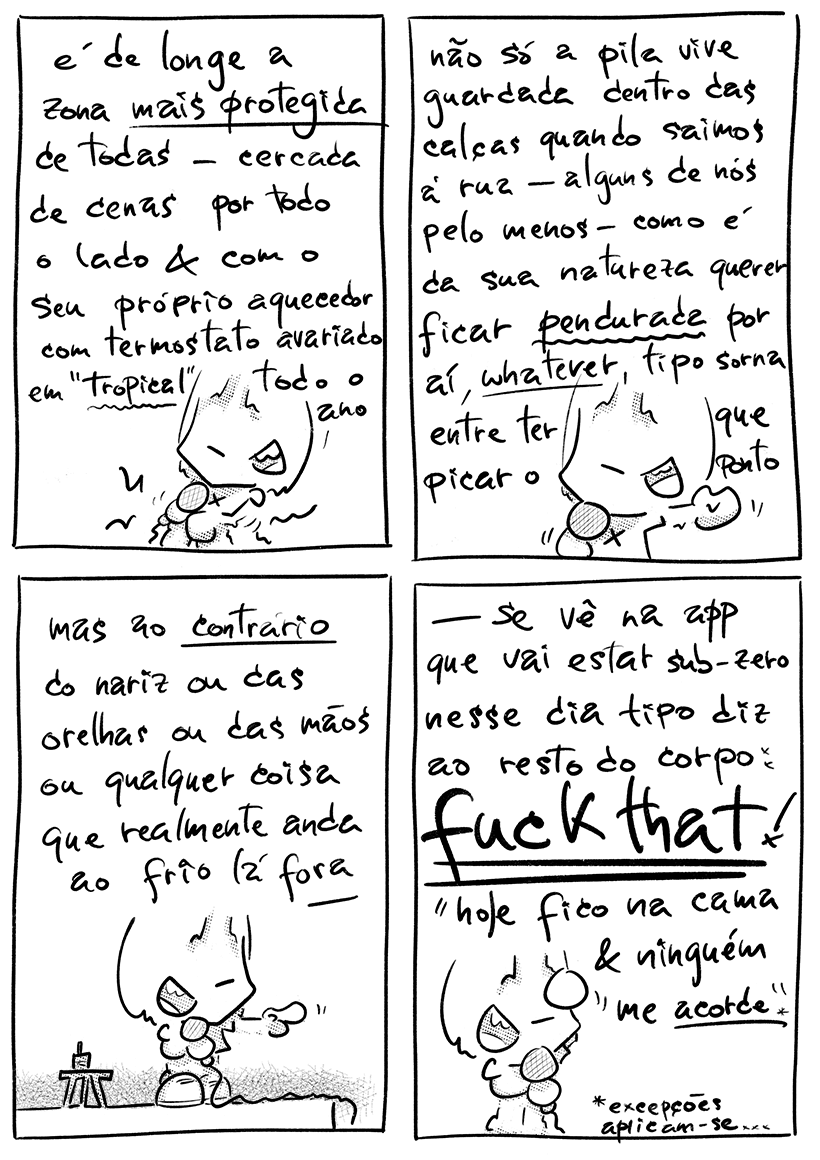 é de longe a
zona mais protegida
de todas — cercada
de cenas por todo
o lado & com o
seu próprio aquecedor
com termostato avariado
em "tropical" todo o
ano
não só a pila vive
guardada dentro das
calças quando saimos
á rua — alguns de nós
pelo menos — como é
da sua natureza querer
ficar pendurada por
aí, whatever, tipo sorna
entre ter que
picar o ponto
mas ao contrário
do nariz ou das
orelhas ou das mãos
ou qualquer coisa
que realmente anda
ao frio lá fora
— se vê na app
que vai estar sub-zero
nesse dia tipo diz
ao resto do corpo:
fuck that!
"hoje fico na cama
& ninguém
me acorde"*
*excepções
aplicam-se...